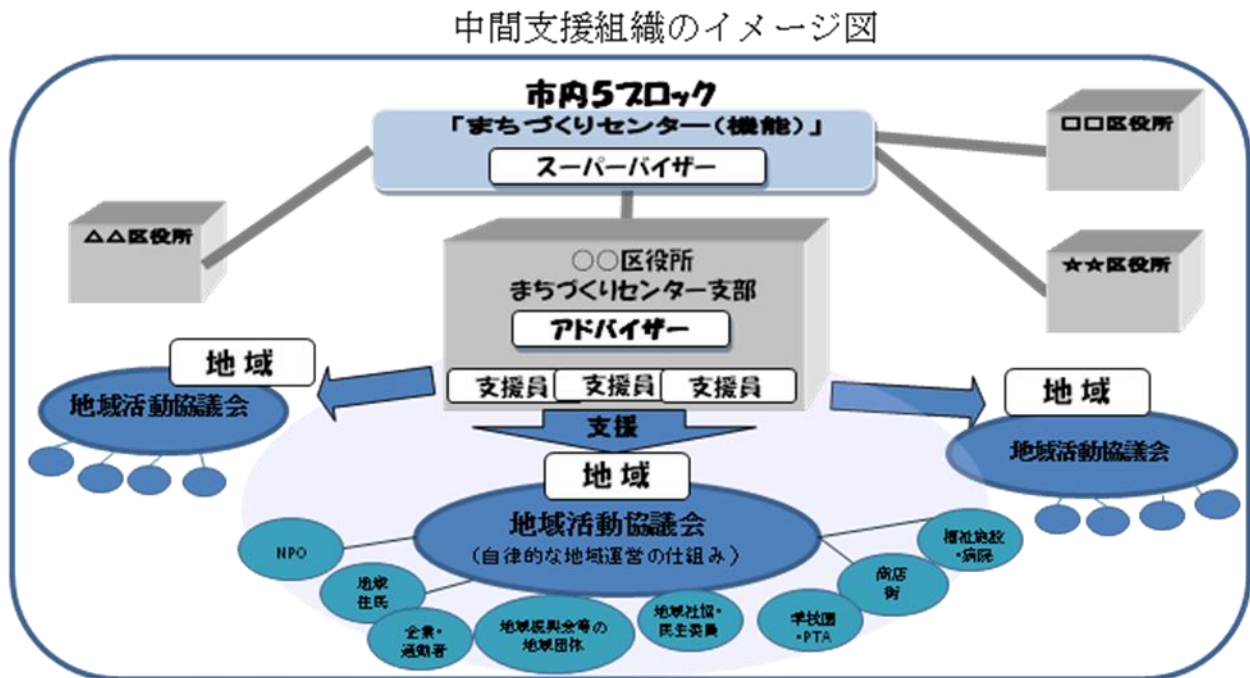 中間支援組織のイメージ図
市内5ブロック
「まちづくりセンター(機能)」
スーパーバイザー
□□区役所
△△区役所
☆☆区役所
○○区役所
まちづくりセンター支部
アドバイザー
支援員
支援員
支援員
支援
地域
地域活動協議会
地域
地域活動協議会
地域
地域活動協議会
(自律的な地域運営の仕組み)
NPO
地域
住民
企業・
通勤者
地域振興会等の
地域団体
地域社協・
民生委員
学校園
・PTA
商店
街
福祉施設
・病院